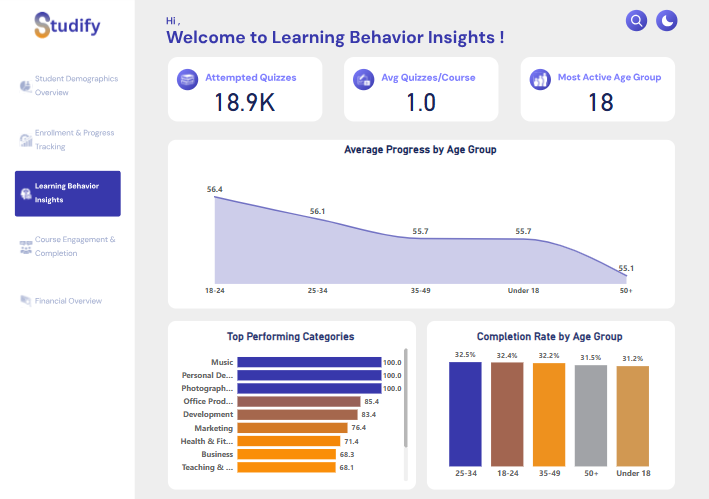 Studify
Student Demographics
Overview
Enrollment & Progress
Tracking
Learning Behavior
Insights
Course Engagement &
Completion
Financial Overview
Hi ,
Welcome to Learning Behavior Insights !
Attempted Quizzes
18.9K
Avg Quizzes/Course
1.0
Most Active Age Group
18
Average Progress by Age Group
56.4
56.1
55.7
55.7
55.1
18-24
25-34
35-49
Under 18
50+
Top Performing Categories
Music 100.0
Personal De... 100.0
Photograph... 100.0
Office Prod... 85.4
Development 83.4
Marketing 76.4
Health & Fit... 71.4
Business 68.3
Teaching & ... 68.1
Completion Rate by Age Group
32.5% 32.4% 32.2% 31.5% 31.2%
25-34 18-24 35-49 50+ Under 18